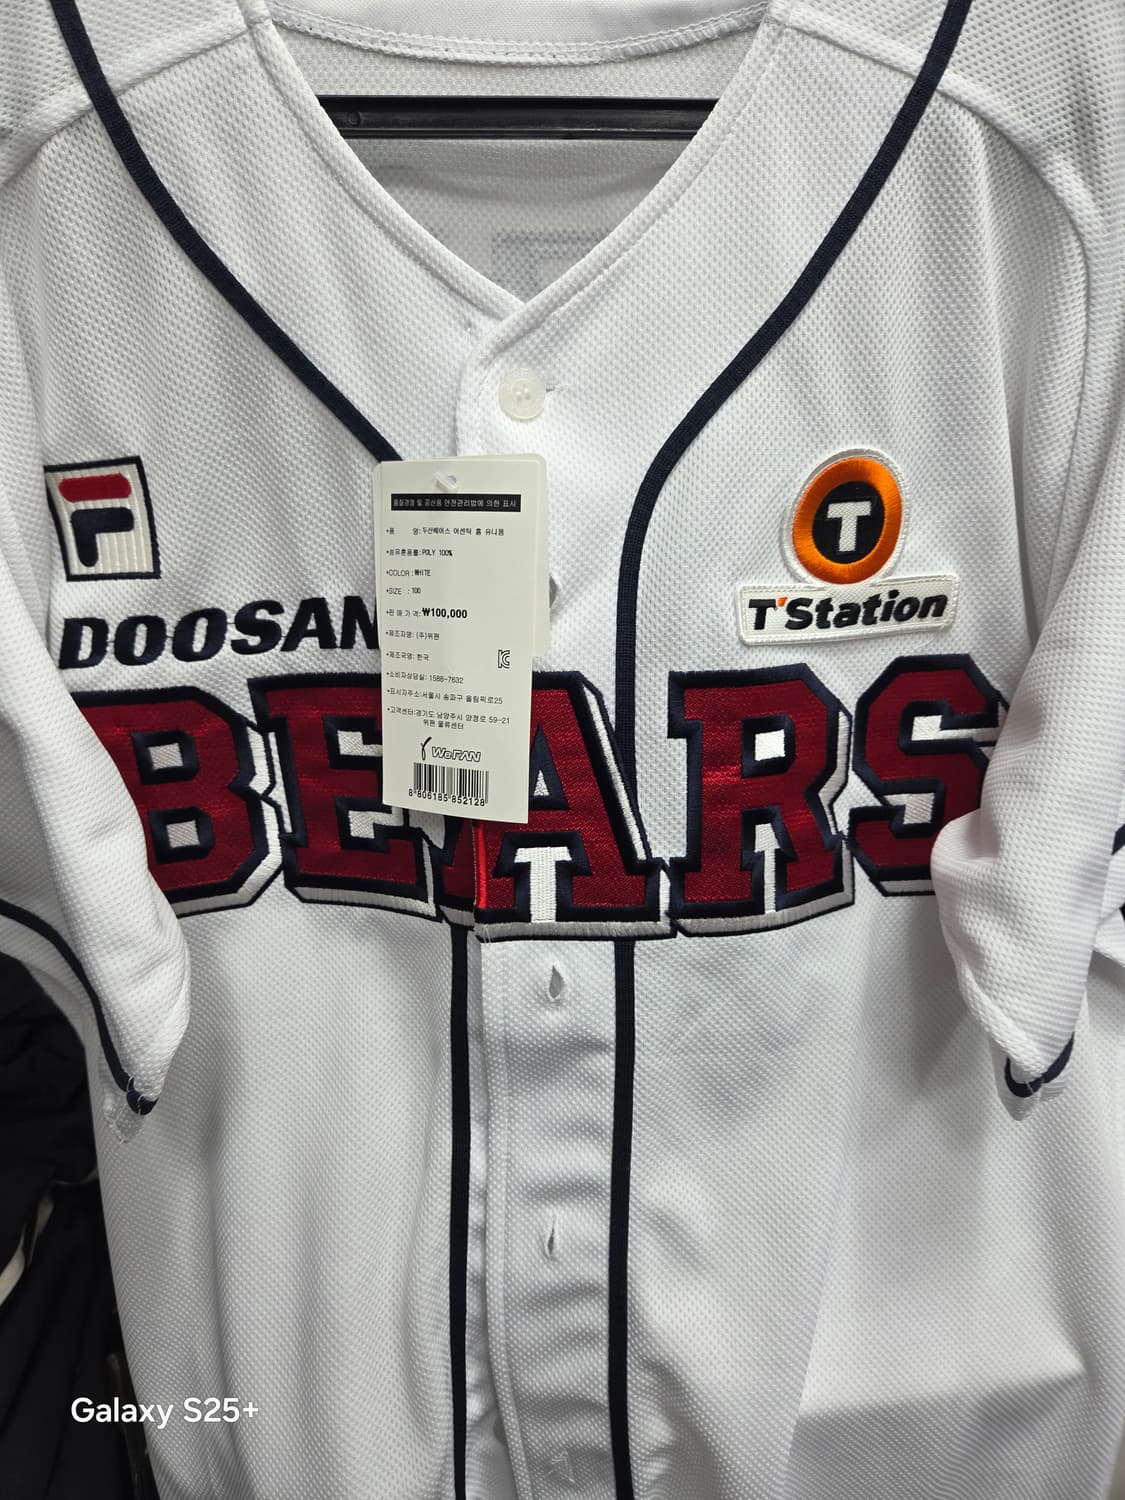 품질경영 및 공산품 안전관리법에 의한 표시
•품 명: 두산베어스 어센틱 홈 유니폼
•섬유혼용률: POLY 100%
•COLOR : WHITE
•SIZE : 100
•판 매 가 격: ₩100,000
•제조자명: (주)위팬
•제조국명: 한국
•소비자상담실: 1588-7632
•표시자주소:서울시 송파구 올림픽로25
•고객센터:경기도 남양주시 양정로 59-21
위팬 물류센터
WeFAN
8 806185 852128
F
DOOSAN
T
T'Station
BEARS
Galaxy S25+